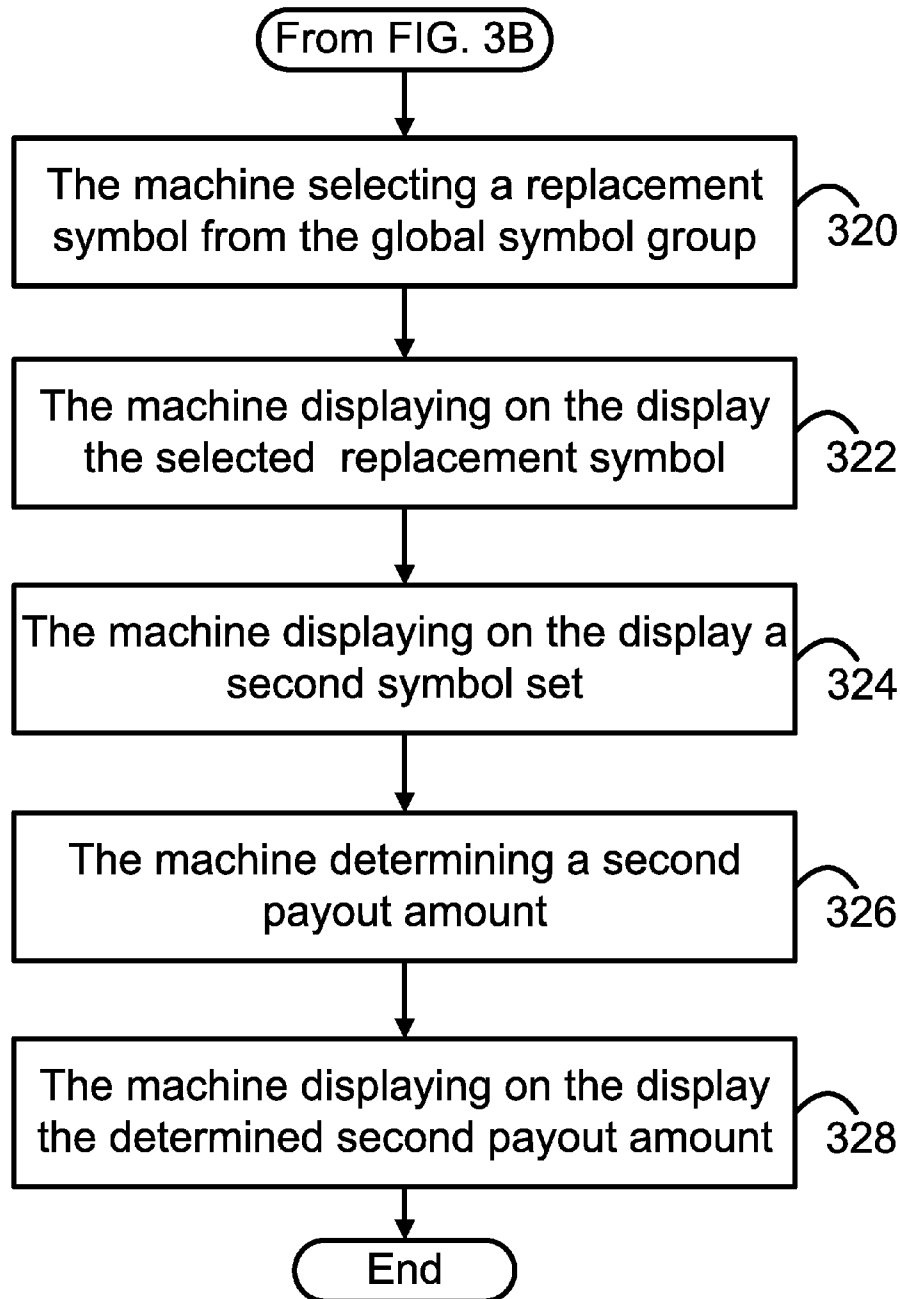 From FIG. 3B
The machine selecting a replacement
symbol from the global symbol group
320
The machine displaying on the display
the selected replacement symbol
322
The machine displaying on the display a
second symbol set
324
The machine determining a second
payout amount
326
The machine displaying on the display
the determined second payout amount
328
End